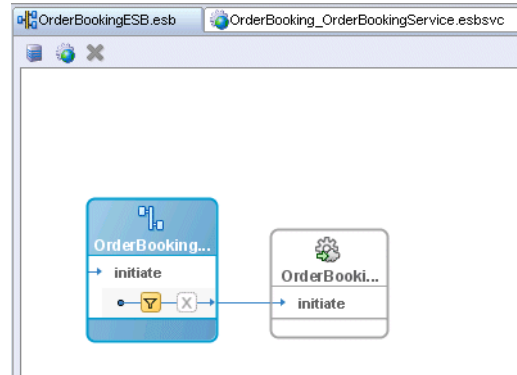 OrderBookingESB.esb
OrderBooking_OrderBookingService.esbsvc
OrderBooking...
initiate
OrderBooki...
initiate